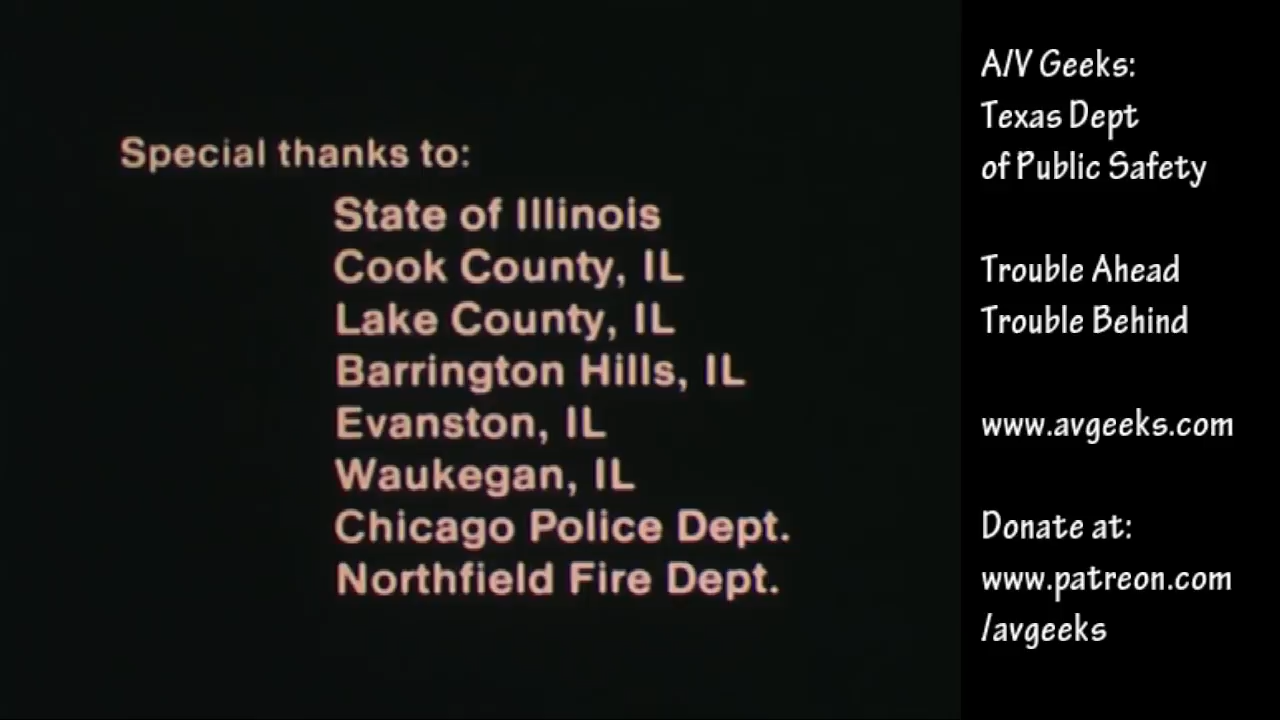 Special thanks to:
State of Illinois
Cook County, IL
Lake County, IL
Barrington Hills, IL
Evanston, IL
Waukegan, IL
Chicago Police Dept.
Northfield Fire Dept.
A/V Geeks:
Texas Dept
of Public Safety
Trouble Ahead
Trouble Behind
www.avgeeks.com
Donate at:
www.patreon.com
/avgeeks